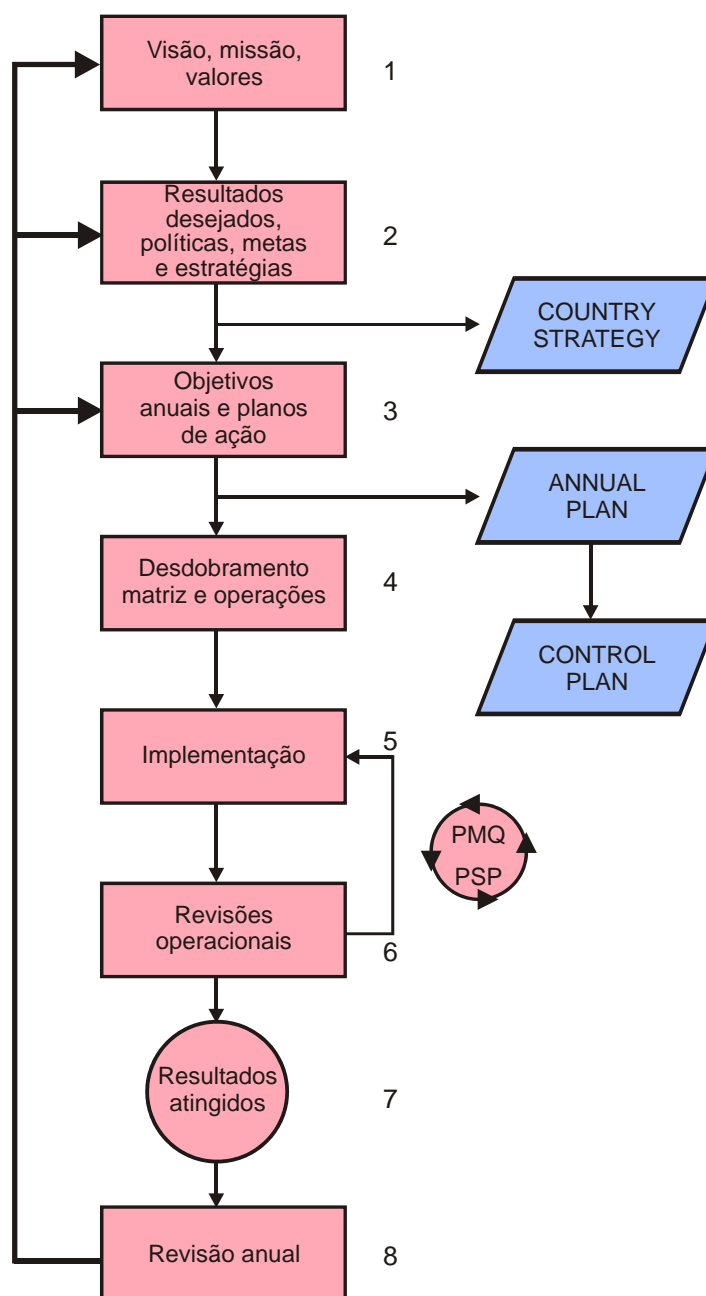 Visão, missão,
valores
1
Resultados
desejados,
políticas, metas
e estratégias
2
COUNTRY
STRATEGY
Objetivos
anuais e planos
de ação
3
ANNUAL
PLAN
Desdobramento
matriz e operações
4
CONTROL
PLAN
Implementação
5
PMQ
PSP
Revisões
operacionais
6
Resultados
atingidos
7
Revisão anual
8